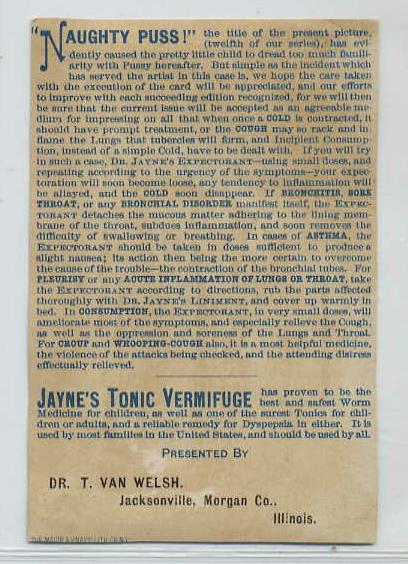 "NAUGHTY PUSS!" the title of the present picture,
(twelfth of our series), has evi-
dently caused the pretty little child to dread too much famili-
arity with Pussy hereafter. But simple as the incident which
has served the artist in this case is, we hope the care taken
with the execution of the card will be appreciated, and our efforts
to improve with each succeeding edition recognized, for we will then
be sure that the current issue will be accepted as an agreeable me-
dium for impressing on all that when once a COLD is contracted, it
should have prompt treatment, or the COUGH may so rack and in-
flame the Lungs that tubercles will form, and Incipient Consump-
tion, instead of a simple Cold, have to be dealt with. If you will try
in such a case, DR. JAYNE'S EXPECTORANT—using small doses, and
repeating according to the urgency of the symptoms—your expec-
toration will soon become loose, any tendency to inflammation will
be allayed, and the COLD soon disappear. If BRONCHITIS, SORE
THROAT, or any BRONCHIAL DISORDER manifest itself, the EXPEC-
TORANT detaches the mucous matter adhering to the lining mem-
brane of the throat, subdues inflammation, and soon removes the
difficulty of swallowing or breathing. In cases of ASTHMA, the
EXPECTORANT should be taken in doses sufficient to produce a
slight nausea; its action then being the more certain to overcome
the cause of the trouble—the contraction of the bronchial tubes. For
PLEURISY or any ACUTE INFLAMMATION OF LUNGS OR THROAT, take
the EXPECTORANT according to directions, rub the parts affected
thoroughly with DR. JAYNE'S LINIMENT, and cover up warmly in
bed. In CONSUMPTION, the EXPECTORANT, in very small doses, will
ameliorate most of the symptoms, and especially relieve the Cough,
as well as the oppression and soreness of the Lungs and Throat.
For CROUP and WHOOPING-COUGH also, it is a most helpful medicine,
the violence of the attacks being checked, and the attending distress
effectually relieved.
JAYNE'S TONIC VERMIFUGE has proven to be the
best and safest Worm
Medicine for children, as well as one of the surest Tonics for chil-
dren or adults, and a reliable remedy for Dyspepsia in either. It is
used by most families in the United States, and should be used by all.
PRESENTED BY
DR. T. VAN WELSH.
Jacksonville, Morgan Co.,
Illinois.